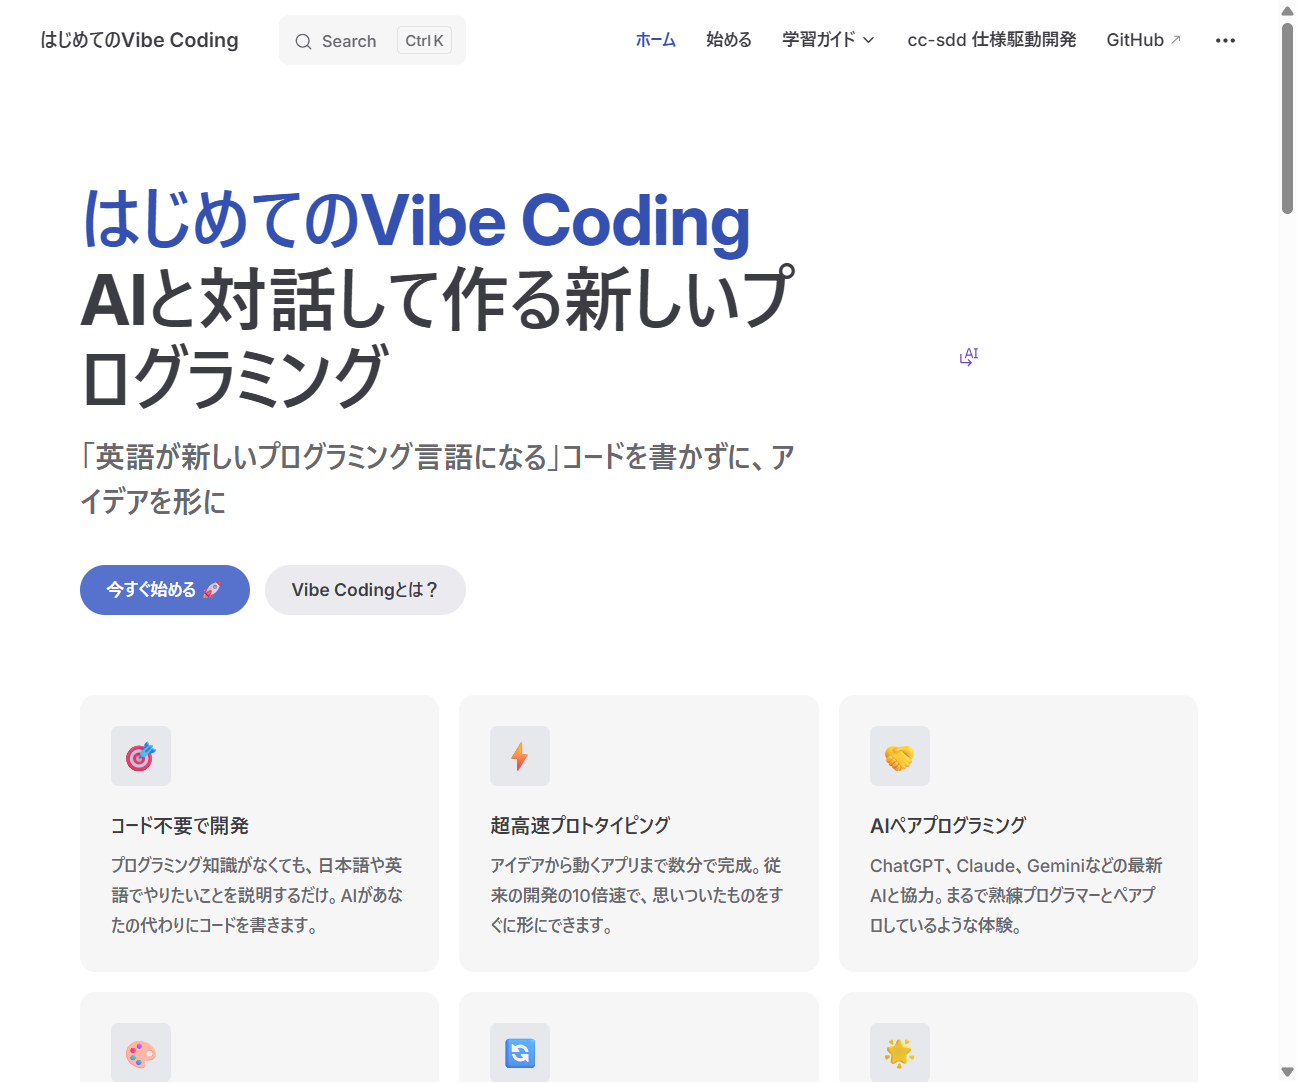 はじめてのVibe Coding
Search
Ctrl K
ホーム
始める
学習ガイド
cc-sdd 仕様駆動開発
GitHub
はじめてのVibe Coding
AIと対話して作る新しいプ
ログラミング
「英語が新しいプログラミング言語になる」コードを書かずに、ア
イデアを形に
AI
今すぐ始める 🚀
Vibe Codingとは？
コード不要で開発
プログラミング知識がなくても、日本語や英
語でやりたいことを説明するだけ。AIがあな
たの代わりにコードを書きます。
超高速プロトタイピング
アイデアから動くアプリまで数分で完成。従
来の開発の10倍速で、思いついたものをす
ぐに形にできます。
AIペアプログラミング
ChatGPT、Claude、Geminiなどの最新
AIと協力。まるで熟練プログラマーとペアプ
ロしているような体験。